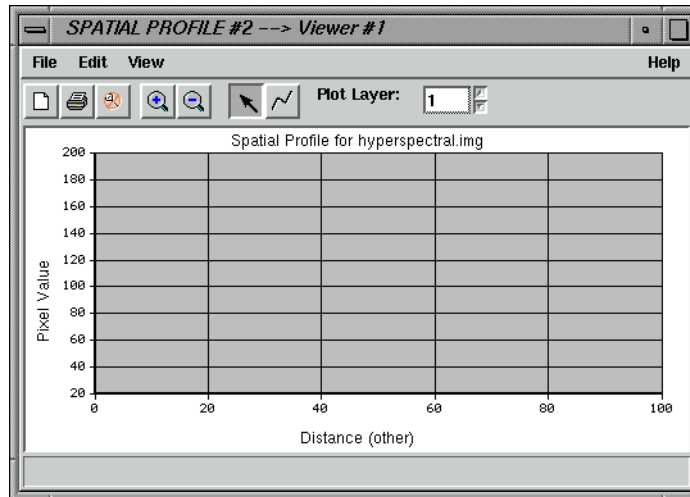 SPATIAL PROFILE #2 --> Viewer #1
File Edit View Help
Plot Layer: 1
Spatial Profile for hyperspectral.img
200
180
160
140
120
100
80
60
40
20
Pixel Value
0 20 40 60 80 100
Distance (other)